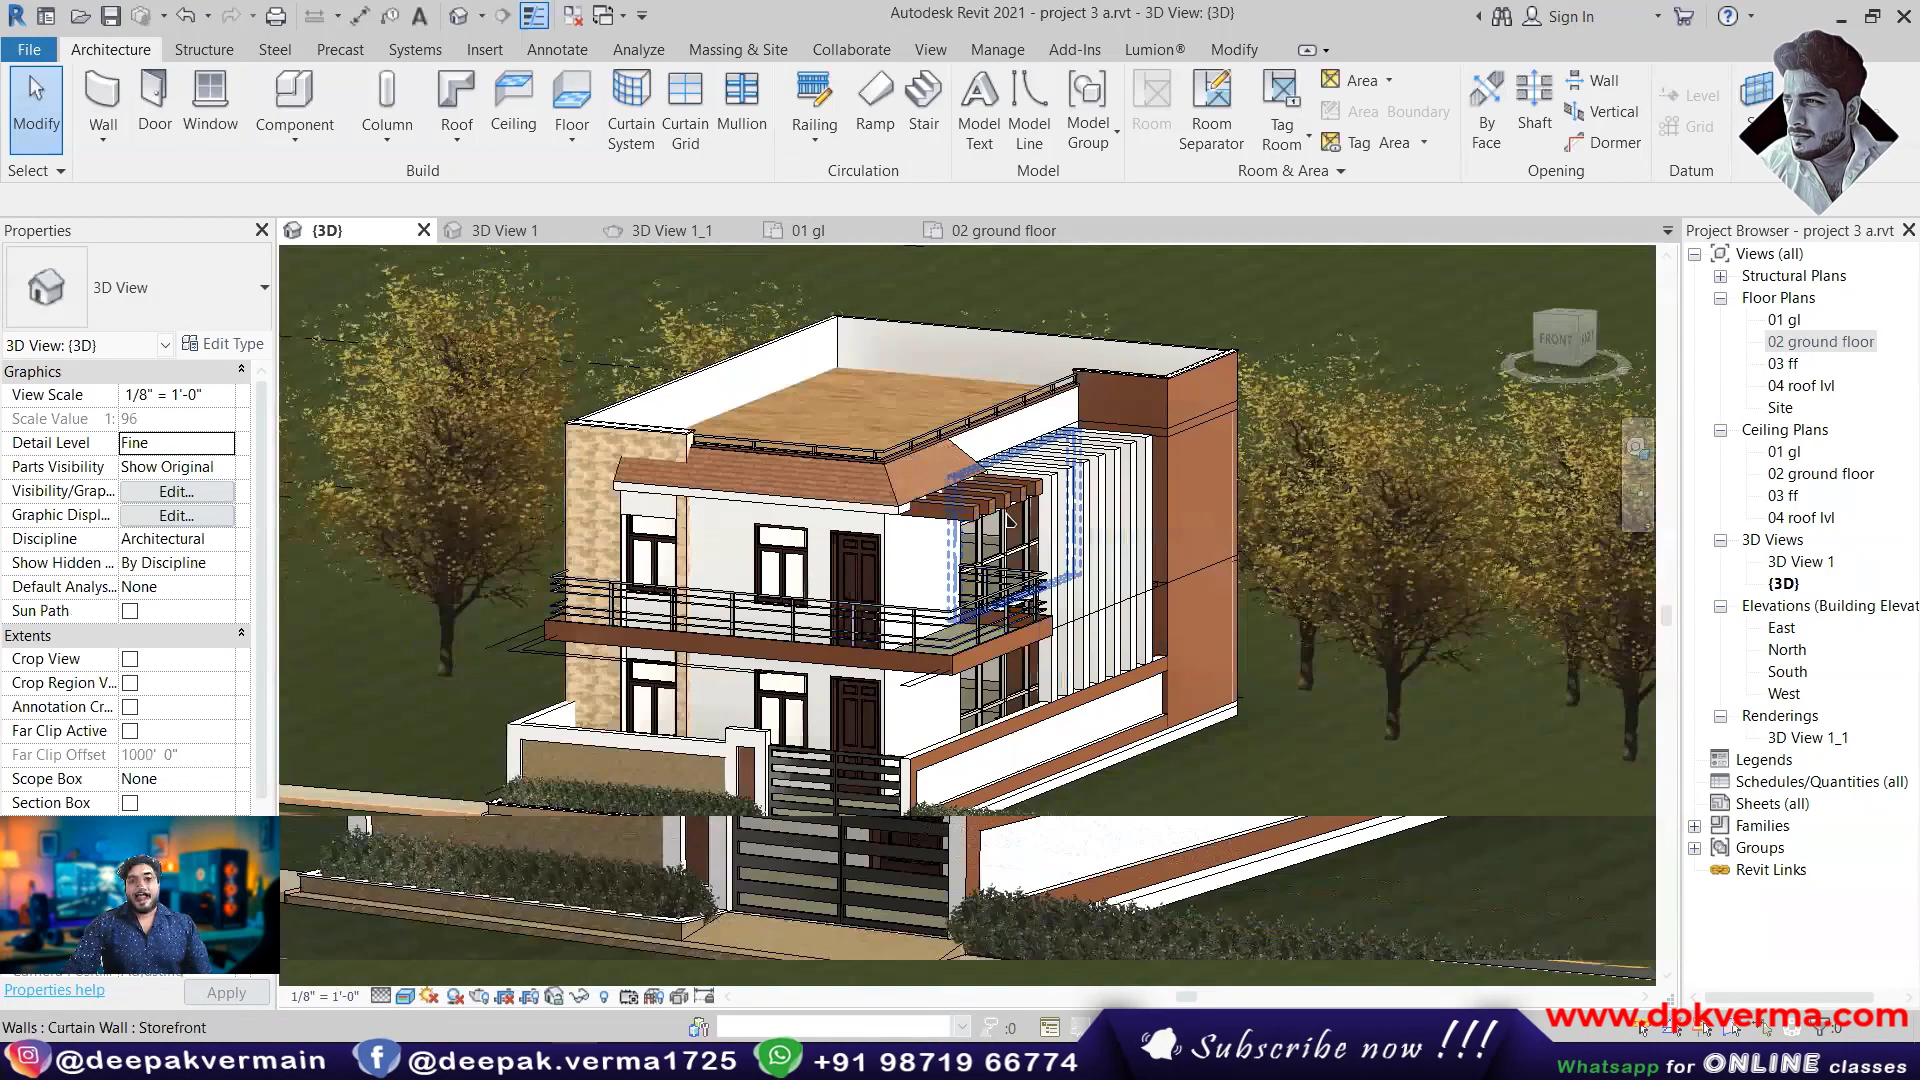 Autodesk Revit 2021 - project 3 a.rvt - 3D View: {3D}
Sign In
File Architecture Structure Steel Precast Systems Insert Annotate Analyze Massing & Site Collaborate View Manage Add-Ins Lumion® Modify
Modify
Wall
Door
Window
Component
Column
Roof
Ceiling
Floor
Curtain System
Curtain Grid
Mullion
Railing
Ramp
Stair
Model Text
Model Line
Model Group
Room
Room Separator
Tag Room
Area
Area Boundary
Tag Area
By Face
Shaft
Wall
Vertical
Dormer
Level
Grid
Select
Build
Circulation
Model
Room & Area
Opening
Datum
Properties
{3D}
3D View 1
3D View 1_1
01 gl
02 ground floor
3D View
3D View: {3D}
Edit Type
Graphics
View Scale 1/8" = 1'-0"
Scale Value 1: 96
Detail Level Fine
Parts Visibility Show Original
Visibility/Grap... Edit...
Graphic Displ... Edit...
Discipline Architectural
Show Hidden ... By Discipline
Default Analys... None
Sun Path
Extents
Crop View
Crop Region V...
Annotation Cr...
Far Clip Active
Far Clip Offset 1000' 0"
Scope Box None
Section Box
Properties help
Apply
FRONT
Project Browser - project 3 a.rvt
Views (all)
Structural Plans
Floor Plans
01 gl
02 ground floor
03 ff
04 roof lvl
Site
Ceiling Plans
01 gl
02 ground floor
03 ff
04 roof lvl
3D Views
3D View 1
{3D}
Elevations (Building Elevat
East
North
South
West
Renderings
3D View 1_1
Legends
Schedules/Quantities (all)
Sheets (all)
Families
Groups
Revit Links
1/8" = 1'-0"
Walls : Curtain Wall : Storefront
:0
:0
www.dpkverma.com
@deepakvermain
@deepak.verma1725
+91 98719 66774
Subscribe now !!!
Whatsapp for ONLINE classes